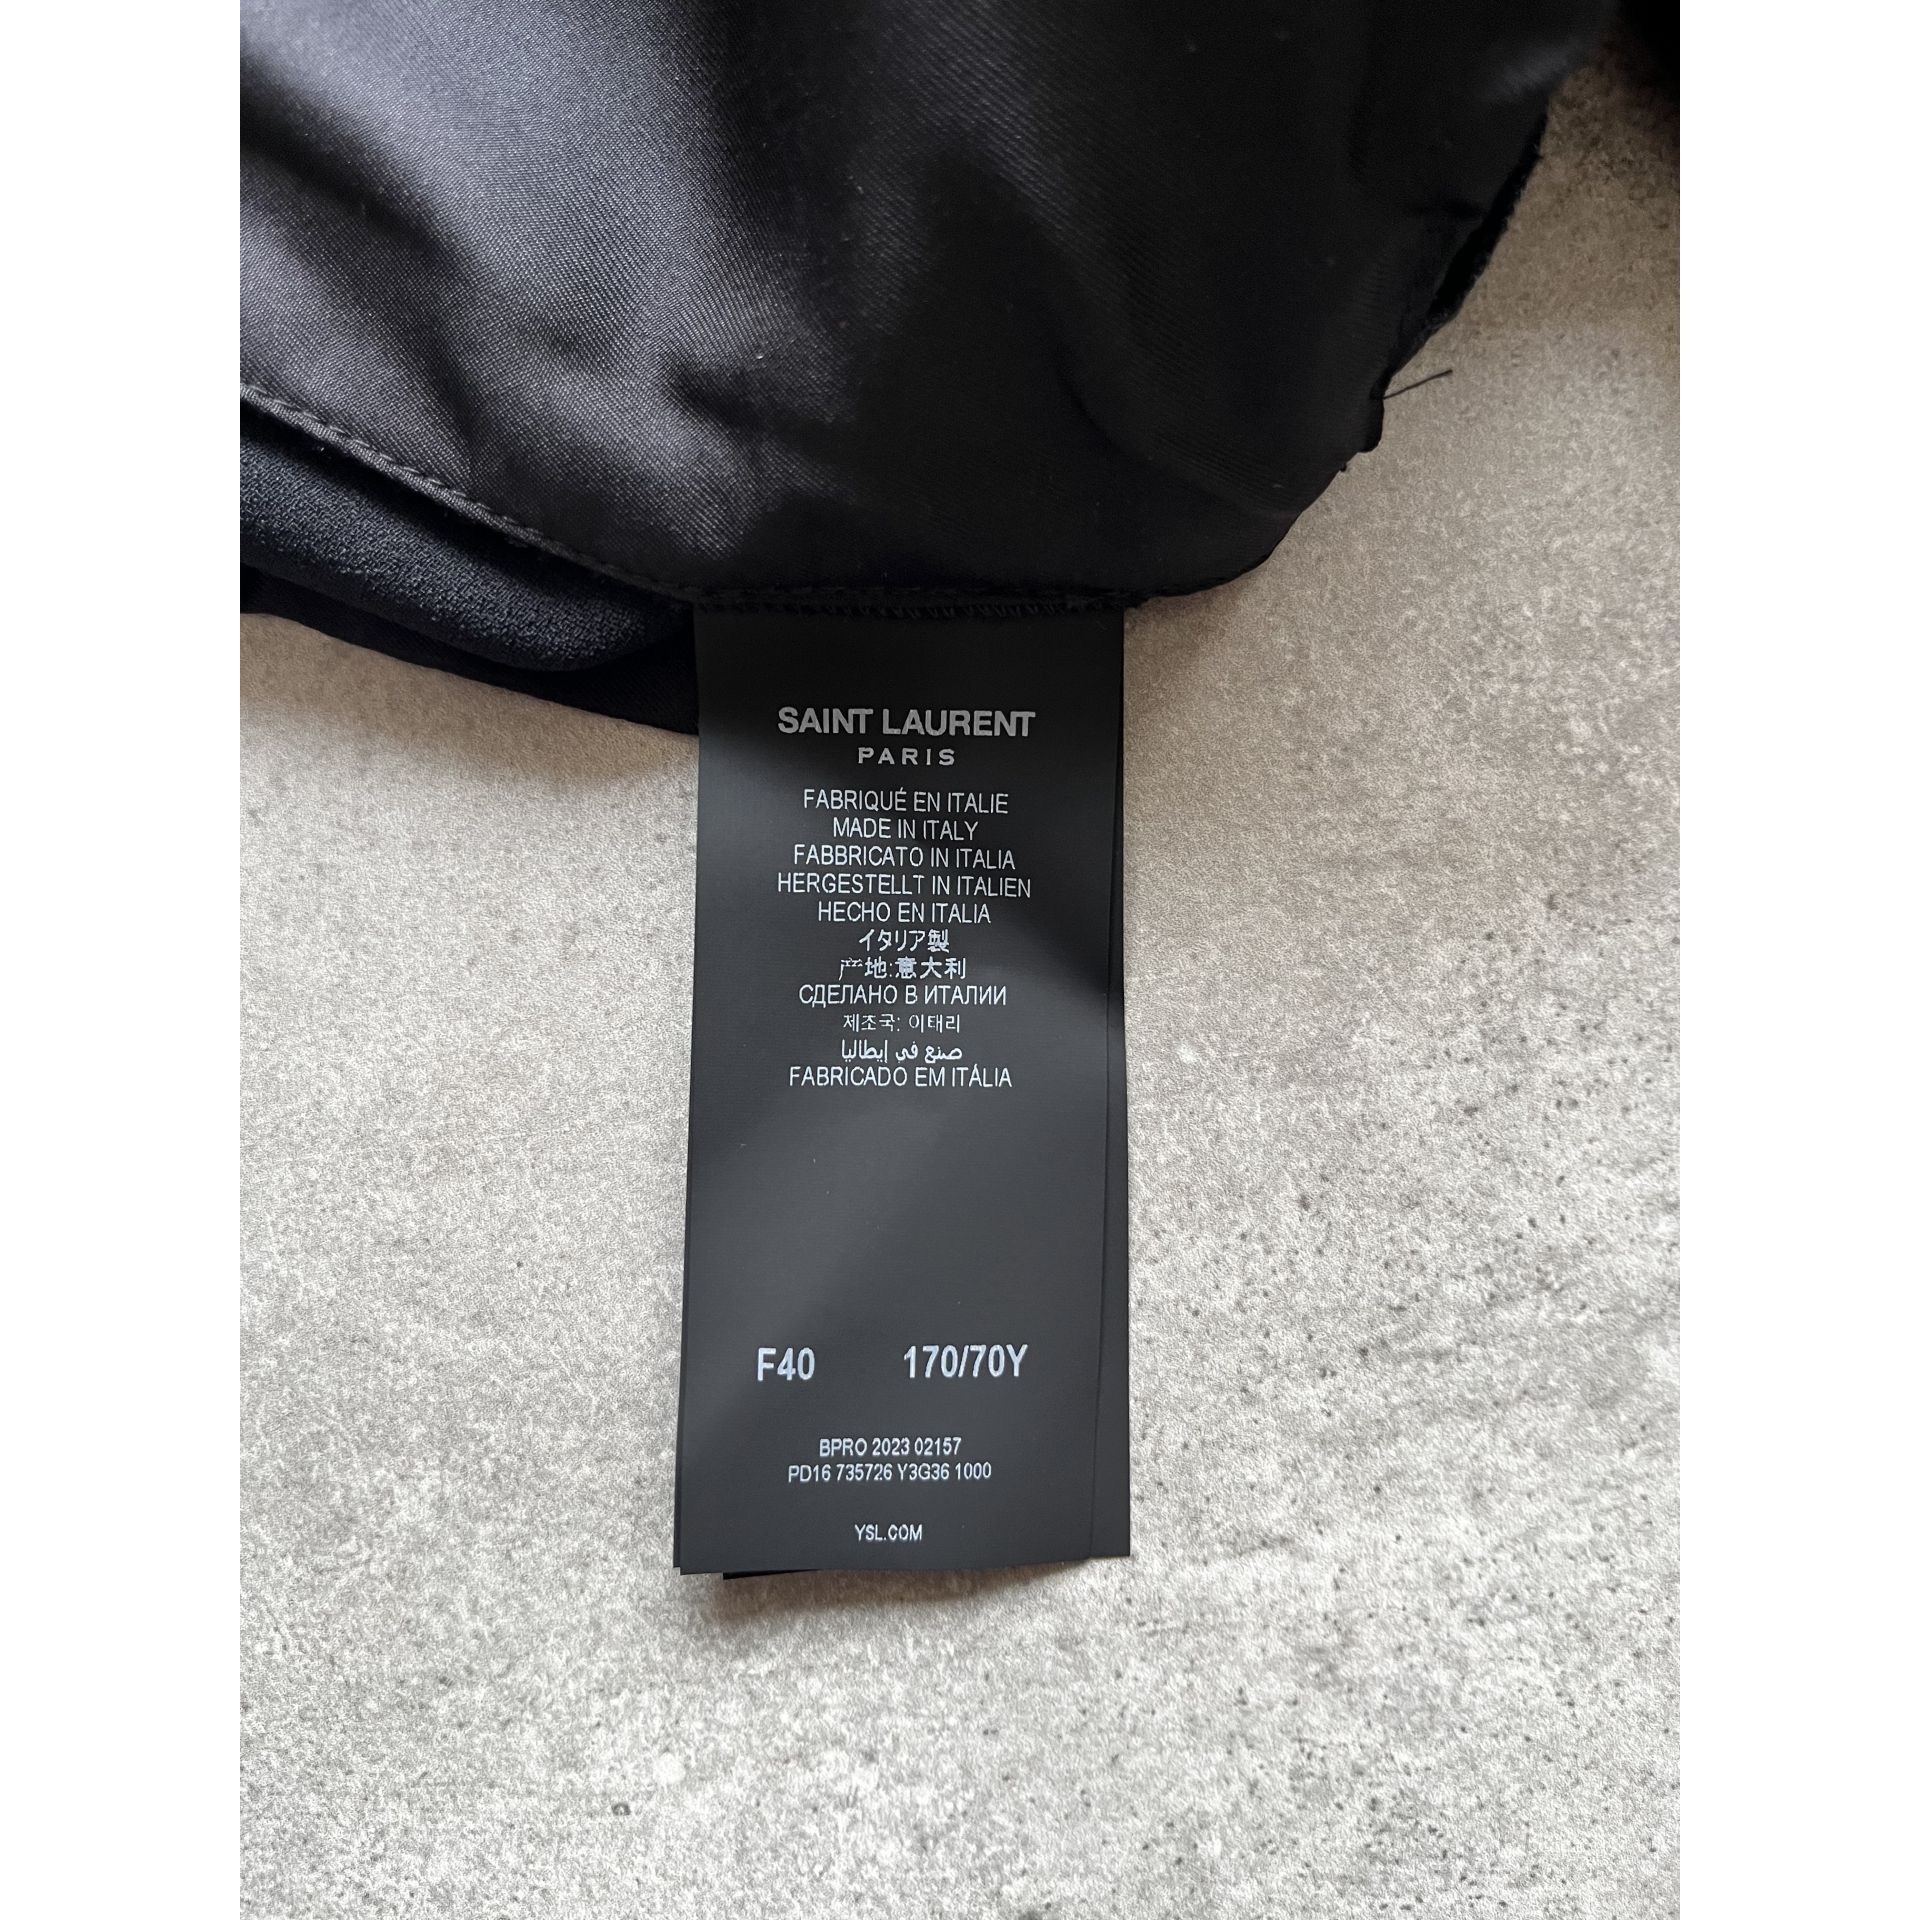 SAINT LAURENT
PARIS
FABRIQUÉ EN ITALIE
MADE IN ITALY
FABBRICATO IN ITALIA
HERGESTELLT IN ITALIEN
HECHO EN ITALIA
イタリア製
产地:意大利
СДЕЛАНО В ИТАЛИИ
제조국: 이태리
صنع في إيطاليا
FABRICADO EM ITÁLIA
F40 170/70Y
BPRO 2023 02157
PD16 735726 Y3G36 1000
YSL.COM